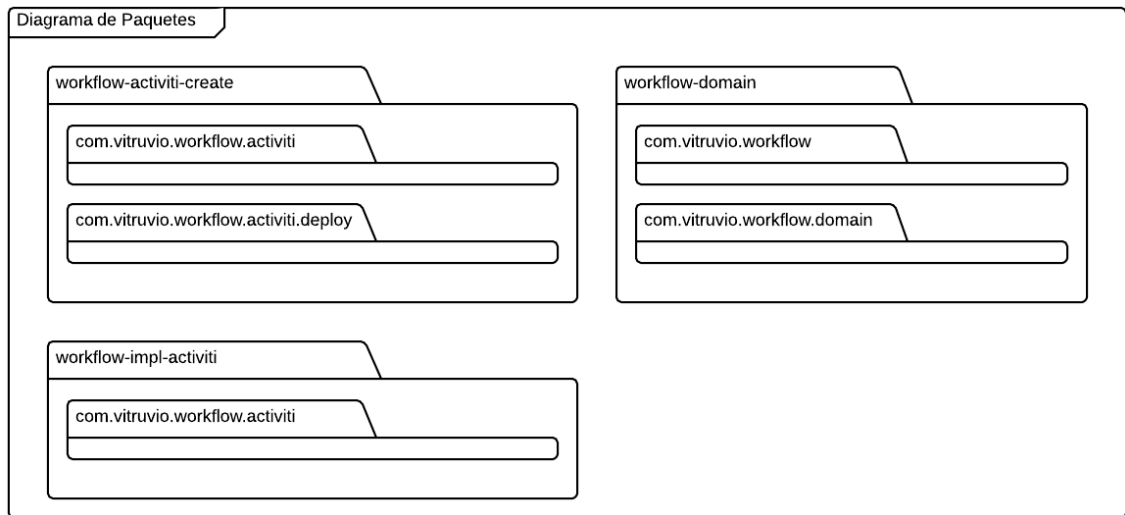 Diagrama de Paquetes
workflow-activiti-create
com.vitruvio.workflow.activiti
com.vitruvio.workflow.activiti.deploy
workflow-domain
com.vitruvio.workflow
com.vitruvio.workflow.domain
workflow-impl-activiti
com.vitruvio.workflow.activiti